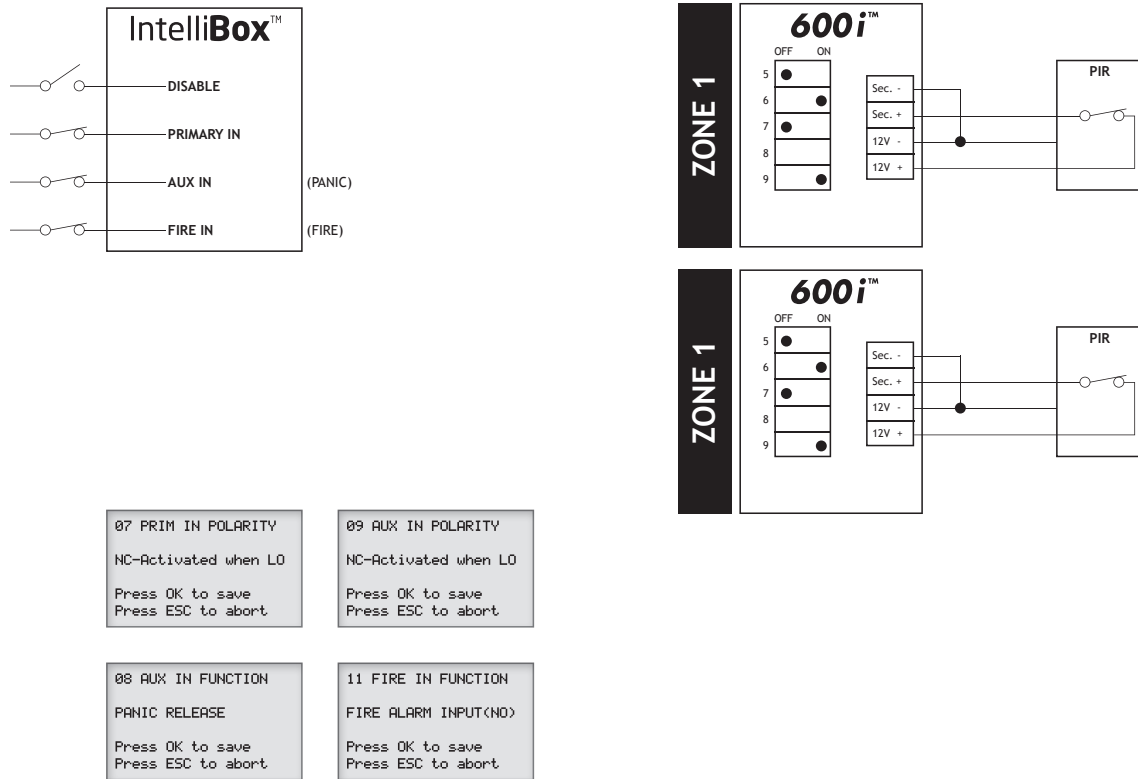 IntelliBox™
DISABLE
PRIMARY IN
AUX IN (PANIC)
FIRE IN (FIRE)
ZONE 1
600i™
OFF ON
5
6
7
8
9
Sec. -
Sec. +
12V -
12V +
PIR
ZONE 1
600i™
OFF ON
5
6
7
8
9
Sec. -
Sec. +
12V -
12V +
PIR
07 PRIM IN POLARITY
NC-Activated when LO
Press OK to save
Press ESC to abort
09 AUX IN POLARITY
NC-Activated when LO
Press OK to save
Press ESC to abort
08 AUX IN FUNCTION
PANIC RELEASE
Press OK to save
Press ESC to abort
11 FIRE IN FUNCTION
FIRE ALARM INPUT(NO)
Press OK to save
Press ESC to abort